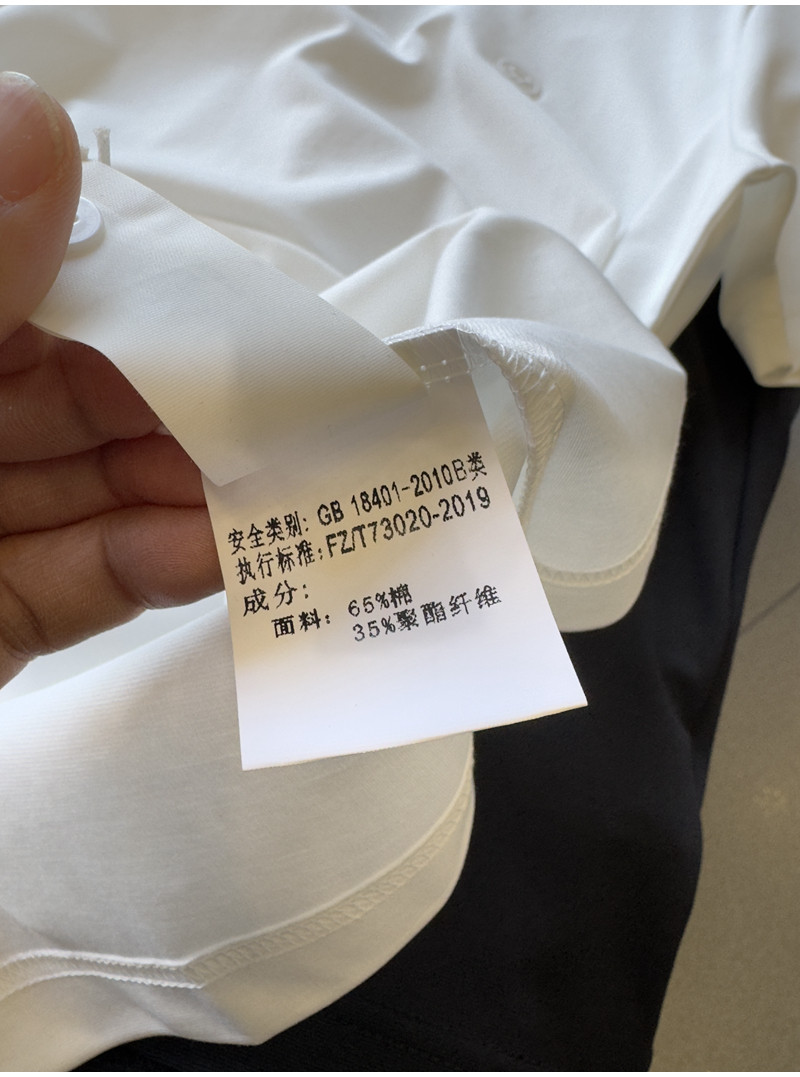 安全类别: GB 18401-2010B类
执行标准: FZ/T73020-2019
成分:
面料: 65%棉
35%聚酯纤维